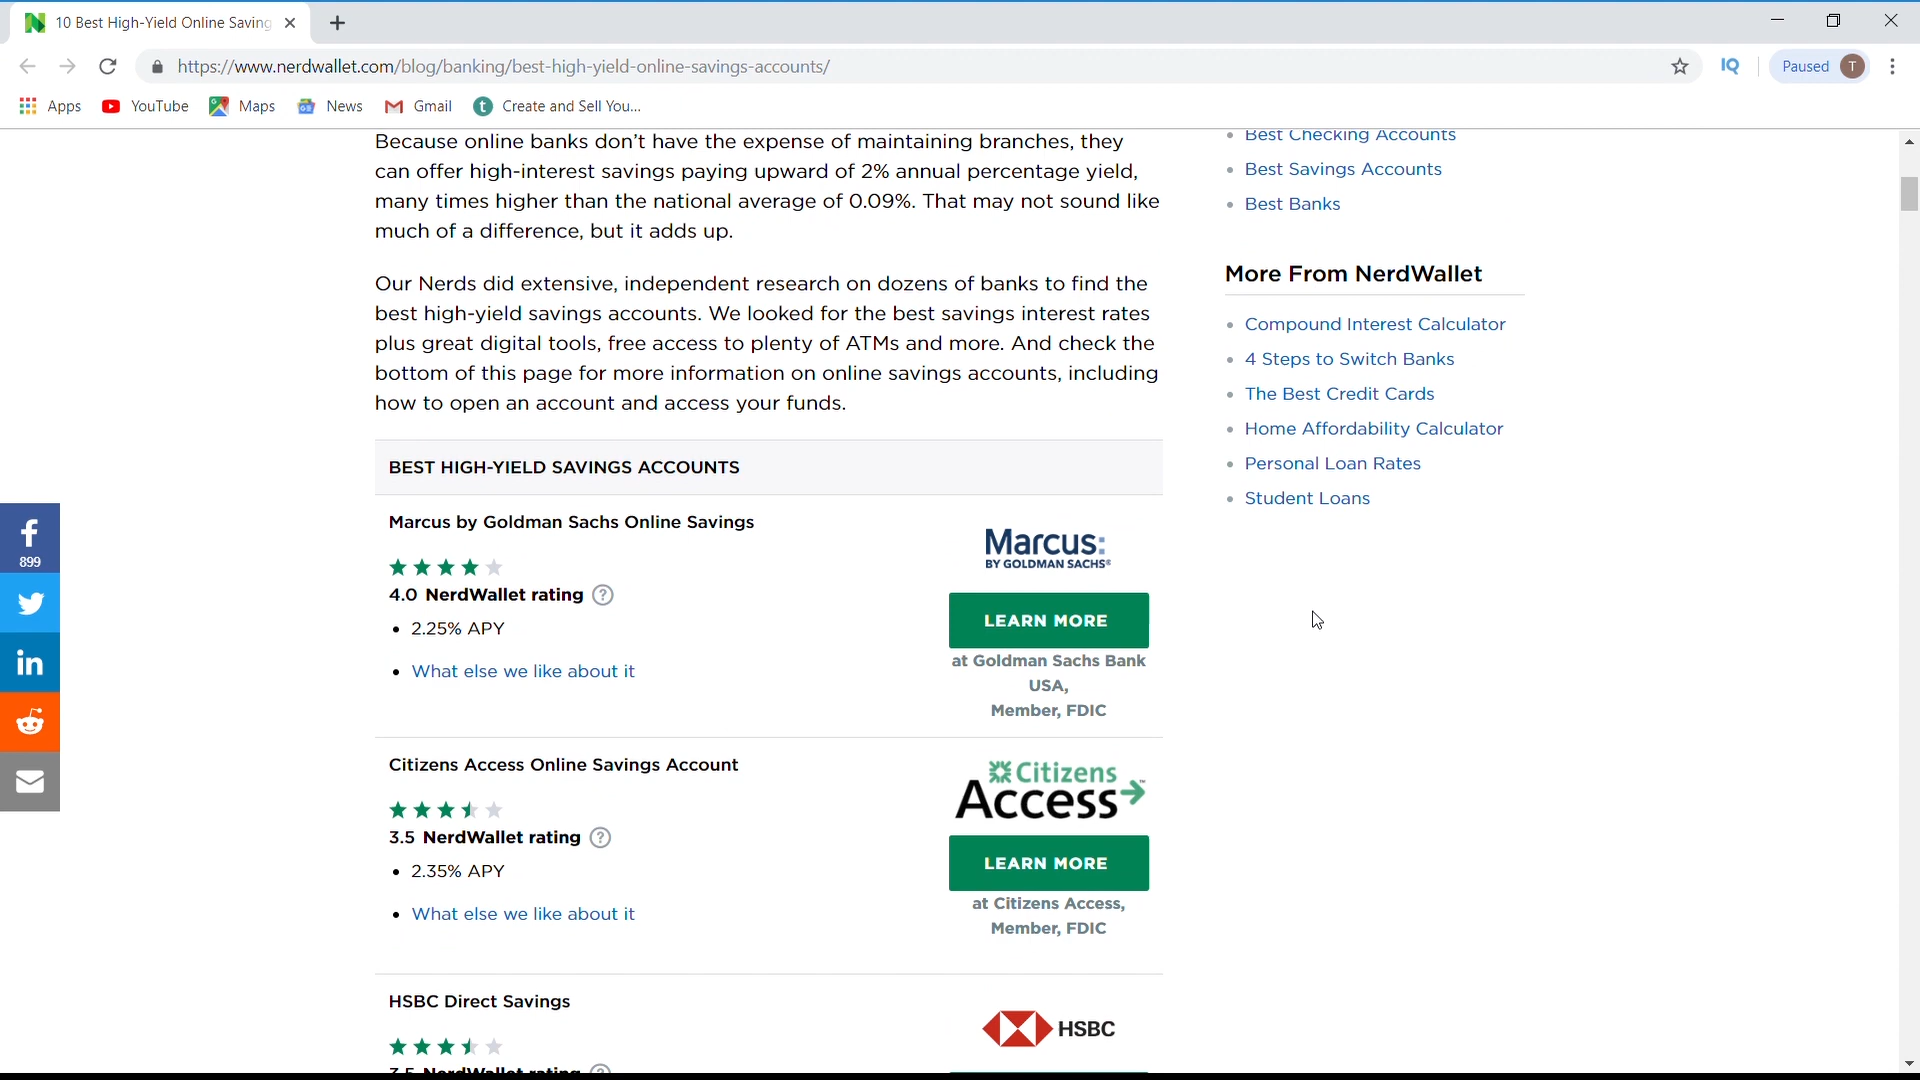 10 Best High-Yield Online Saving
https://www.nerdwallet.com/blog/banking/best-high-yield-online-savings-accounts/
IQ
Paused T
Apps YouTube Maps News Gmail t Create and Sell You...
Because online banks don't have the expense of maintaining branches, they
can offer high-interest savings paying upward of 2% annual percentage yield,
many times higher than the national average of 0.09%. That may not sound like
much of a difference, but it adds up.
Our Nerds did extensive, independent research on dozens of banks to find the
best high-yield savings accounts. We looked for the best savings interest rates
plus great digital tools, free access to plenty of ATMs and more. And check the
bottom of this page for more information on online savings accounts, including
how to open an account and access your funds.
BEST HIGH-YIELD SAVINGS ACCOUNTS
Marcus by Goldman Sachs Online Savings
4.0 NerdWallet rating ?
• 2.25% APY
• What else we like about it
Marcus:
BY GOLDMAN SACHS®
LEARN MORE
at Goldman Sachs Bank
USA,
Member, FDIC
Citizens Access Online Savings Account
3.5 NerdWallet rating ?
• 2.35% APY
• What else we like about it
Citizens
Access™
LEARN MORE
at Citizens Access,
Member, FDIC
HSBC Direct Savings
3.5 NerdWallet rating ?
HSBC
• Best Checking Accounts
• Best Savings Accounts
• Best Banks
More From NerdWallet
• Compound Interest Calculator
• 4 Steps to Switch Banks
• The Best Credit Cards
• Home Affordability Calculator
• Personal Loan Rates
• Student Loans
f
899
in